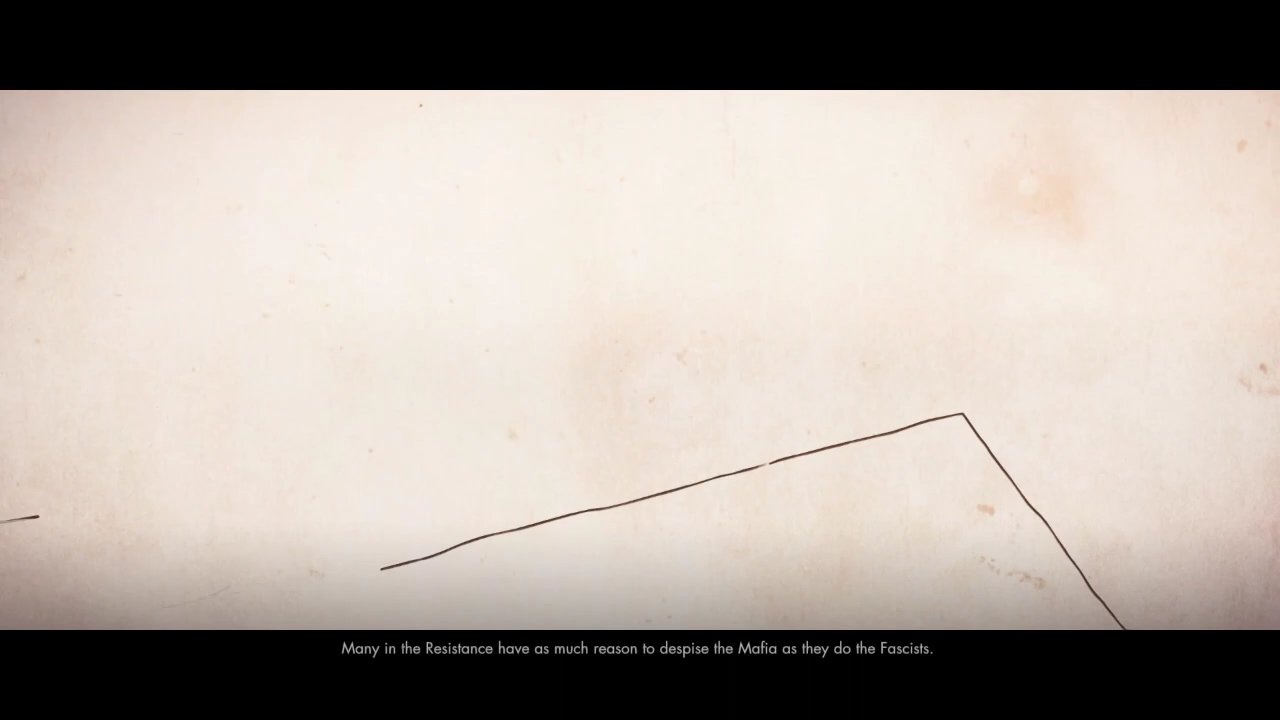 Many in the Resistance have as much reason to despise the Mafia as they do the Fascists.